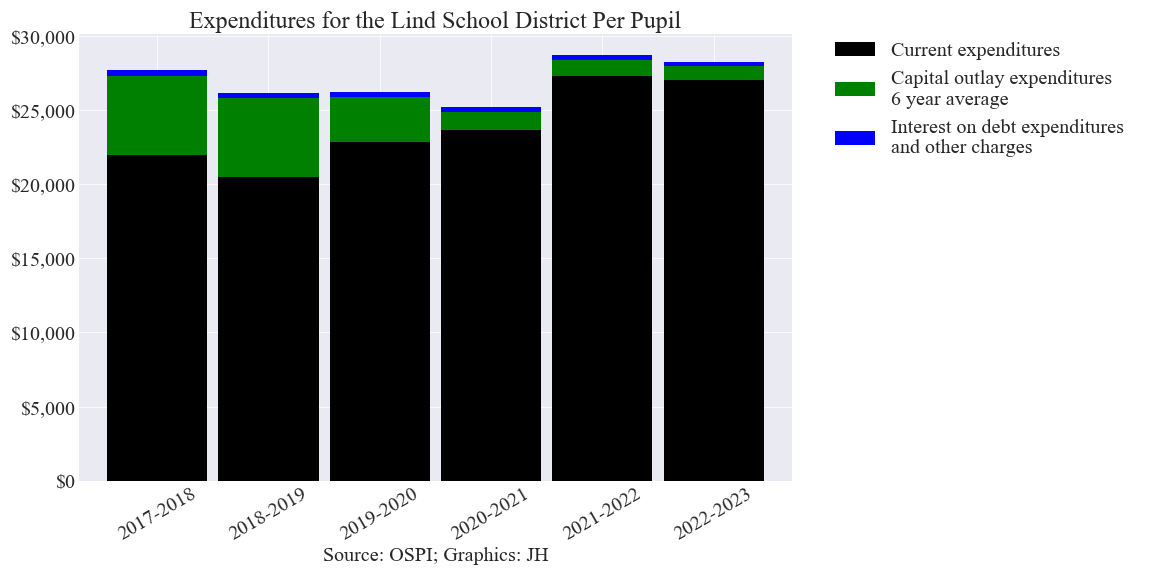 Expenditures for the Lind School District Per Pupil
$30,000
$25,000
$20,000
$15,000
$10,000
$5,000
$0
2017-2018
2018-2019
2019-2020
2020-2021
2021-2022
2022-2023
Source: OSPI; Graphics: JH
Current expenditures
Capital outlay expenditures
6 year average
Interest on debt expenditures
and other charges